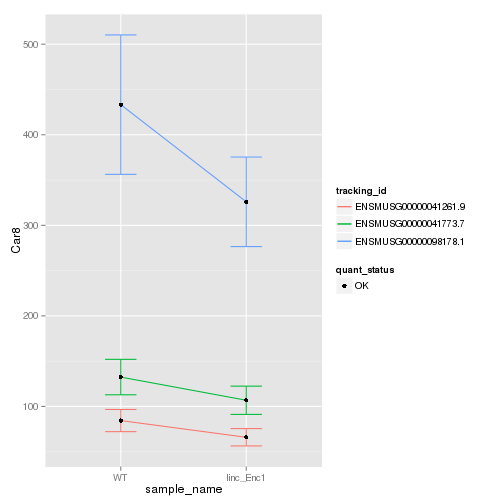 500
400
300
200
100
Car8
WT
linc_Enc1
sample_name
tracking_id
ENSMUSG00000041261.9
ENSMUSG00000041773.7
ENSMUSG00000098178.1
quant_status
OK